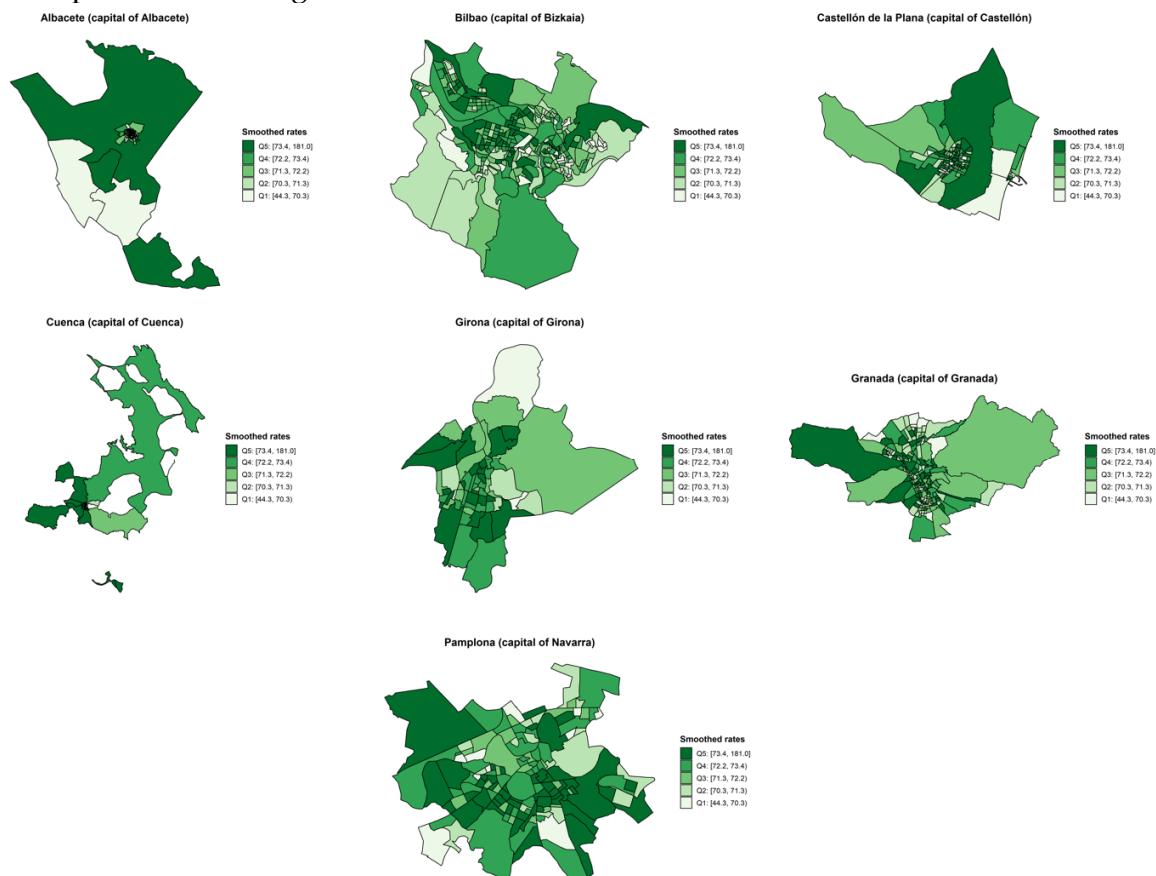 Albacete (capital of Albacete)
Smoothed rates
Q5: [73.4, 181.0]
Q4: [72.2, 73.4)
Q3: [71.3, 72.2)
Q2: [70.3, 71.3)
Q1: [44.3, 70.3)
Bilbao (capital of Bizkaia)
Smoothed rates
Q5: [73.4, 181.0]
Q4: [72.2, 73.4)
Q3: [71.3, 72.2)
Q2: [70.3, 71.3)
Q1: [44.3, 70.3)
Castellón de la Plana (capital of Castellón)
Smoothed rates
Q5: [73.4, 181.0]
Q4: [72.2, 73.4)
Q3: [71.3, 72.2)
Q2: [70.3, 71.3)
Q1: [44.3, 70.3)
Cuenca (capital of Cuenca)
Smoothed rates
Q5: [73.4, 181.0]
Q4: [72.2, 73.4)
Q3: [71.3, 72.2)
Q2: [70.3, 71.3)
Q1: [44.3, 70.3)
Girona (capital of Girona)
Smoothed rates
Q5: [73.4, 181.0]
Q4: [72.2, 73.4)
Q3: [71.3, 72.2)
Q2: [70.3, 71.3)
Q1: [44.3, 70.3)
Granada (capital of Granada)
Smoothed rates
Q5: [73.4, 181.0]
Q4: [72.2, 73.4)
Q3: [71.3, 72.2)
Q2: [70.3, 71.3)
Q1: [44.3, 70.3)
Pamplona (capital of Navarra)
Smoothed rates
Q5: [73.4, 181.0]
Q4: [72.2, 73.4)
Q3: [71.3, 72.2)
Q2: [70.3, 71.3)
Q1: [44.3, 70.3)